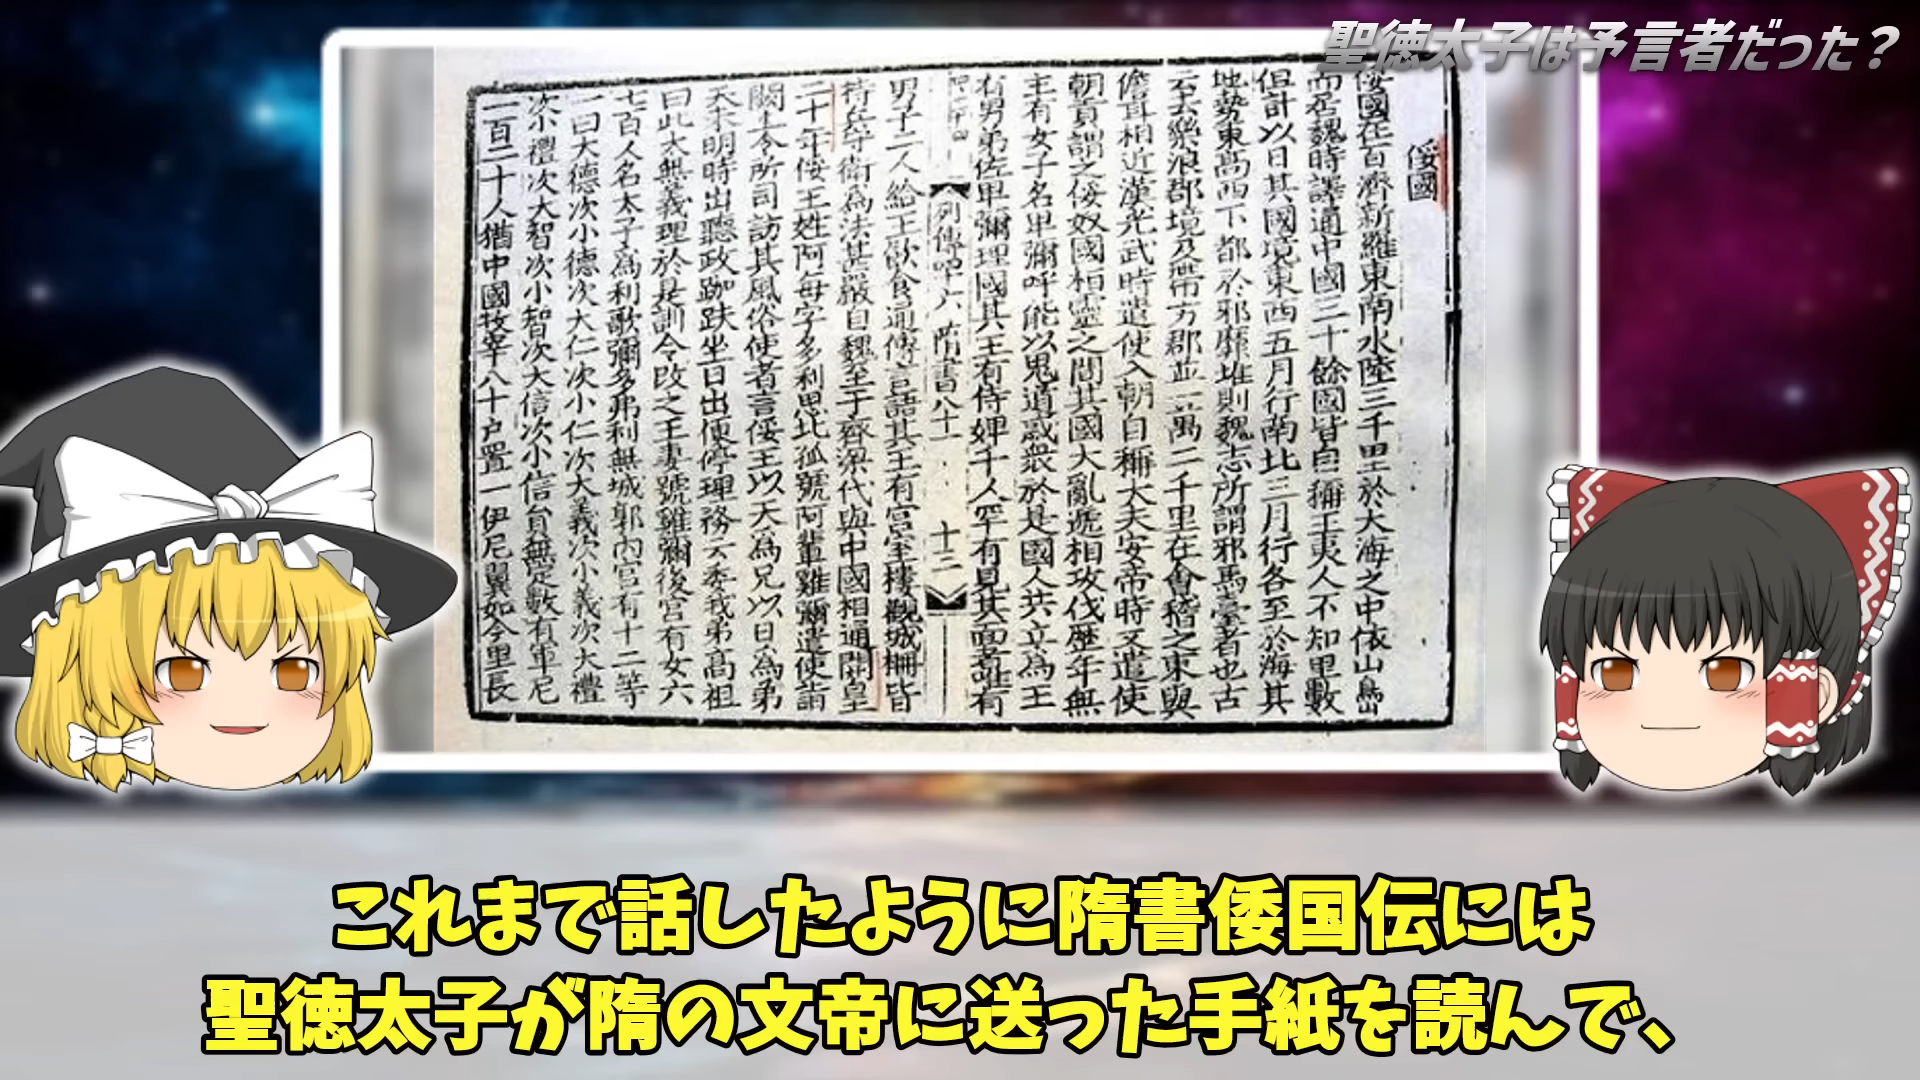 聖徳太子は予言者だった？
俀國
俀國在百濟新羅東南水陸三千里於大海之中依山島
而居魏時譯通中國三十餘國皆自稱王夷人不知里數
但計以日其國境東西五月行南北三月行各至於海其
地勢東高西下都於邪靡堆則魏志所謂邪馬臺者也古
云去樂浪郡境及帶方郡並一萬二千里在會稽之東與
儋耳相近漢光武時遣使入朝自稱大夫安帝時又遣使
朝貢謂之俀奴國桓靈之間其國大亂遞相攻伐歷年無
主有女子名卑彌呼能以鬼道惑衆於是國人共立為王
有男弟佐卑彌理國其王有侍婢千人罕有見其面者唯有
列傳四十六 隋書八十一
十二
男子二人給王飲食通傳言語其王有宮室樓觀城柵皆
持兵守衛為法甚嚴自魏至于齊梁代與中國相通開皇
二十年俀王姓阿每字多利思比孤號阿輩雞彌遣使詣
闕上令所司訪其風俗使者言俀王以天為兄以日為弟
天未明時出聽政跏趺坐日出便停理務云委我弟高祖
曰此太無義理於是訓令改之王妻號雞彌後宮有女六
七百人名太子為利歌彌多弗利無城郭內官有十二等
一曰大德次小德次大仁次小仁次大義次小義次大禮
次小禮次大智次小智次大信次小信員無定數有軍尼
一百二十人猶中國牧宰八十戶置一伊尼翼如今里長
これまで話したように隋書倭国伝には
聖徳太子が隋の文帝に送った手紙を読んで、